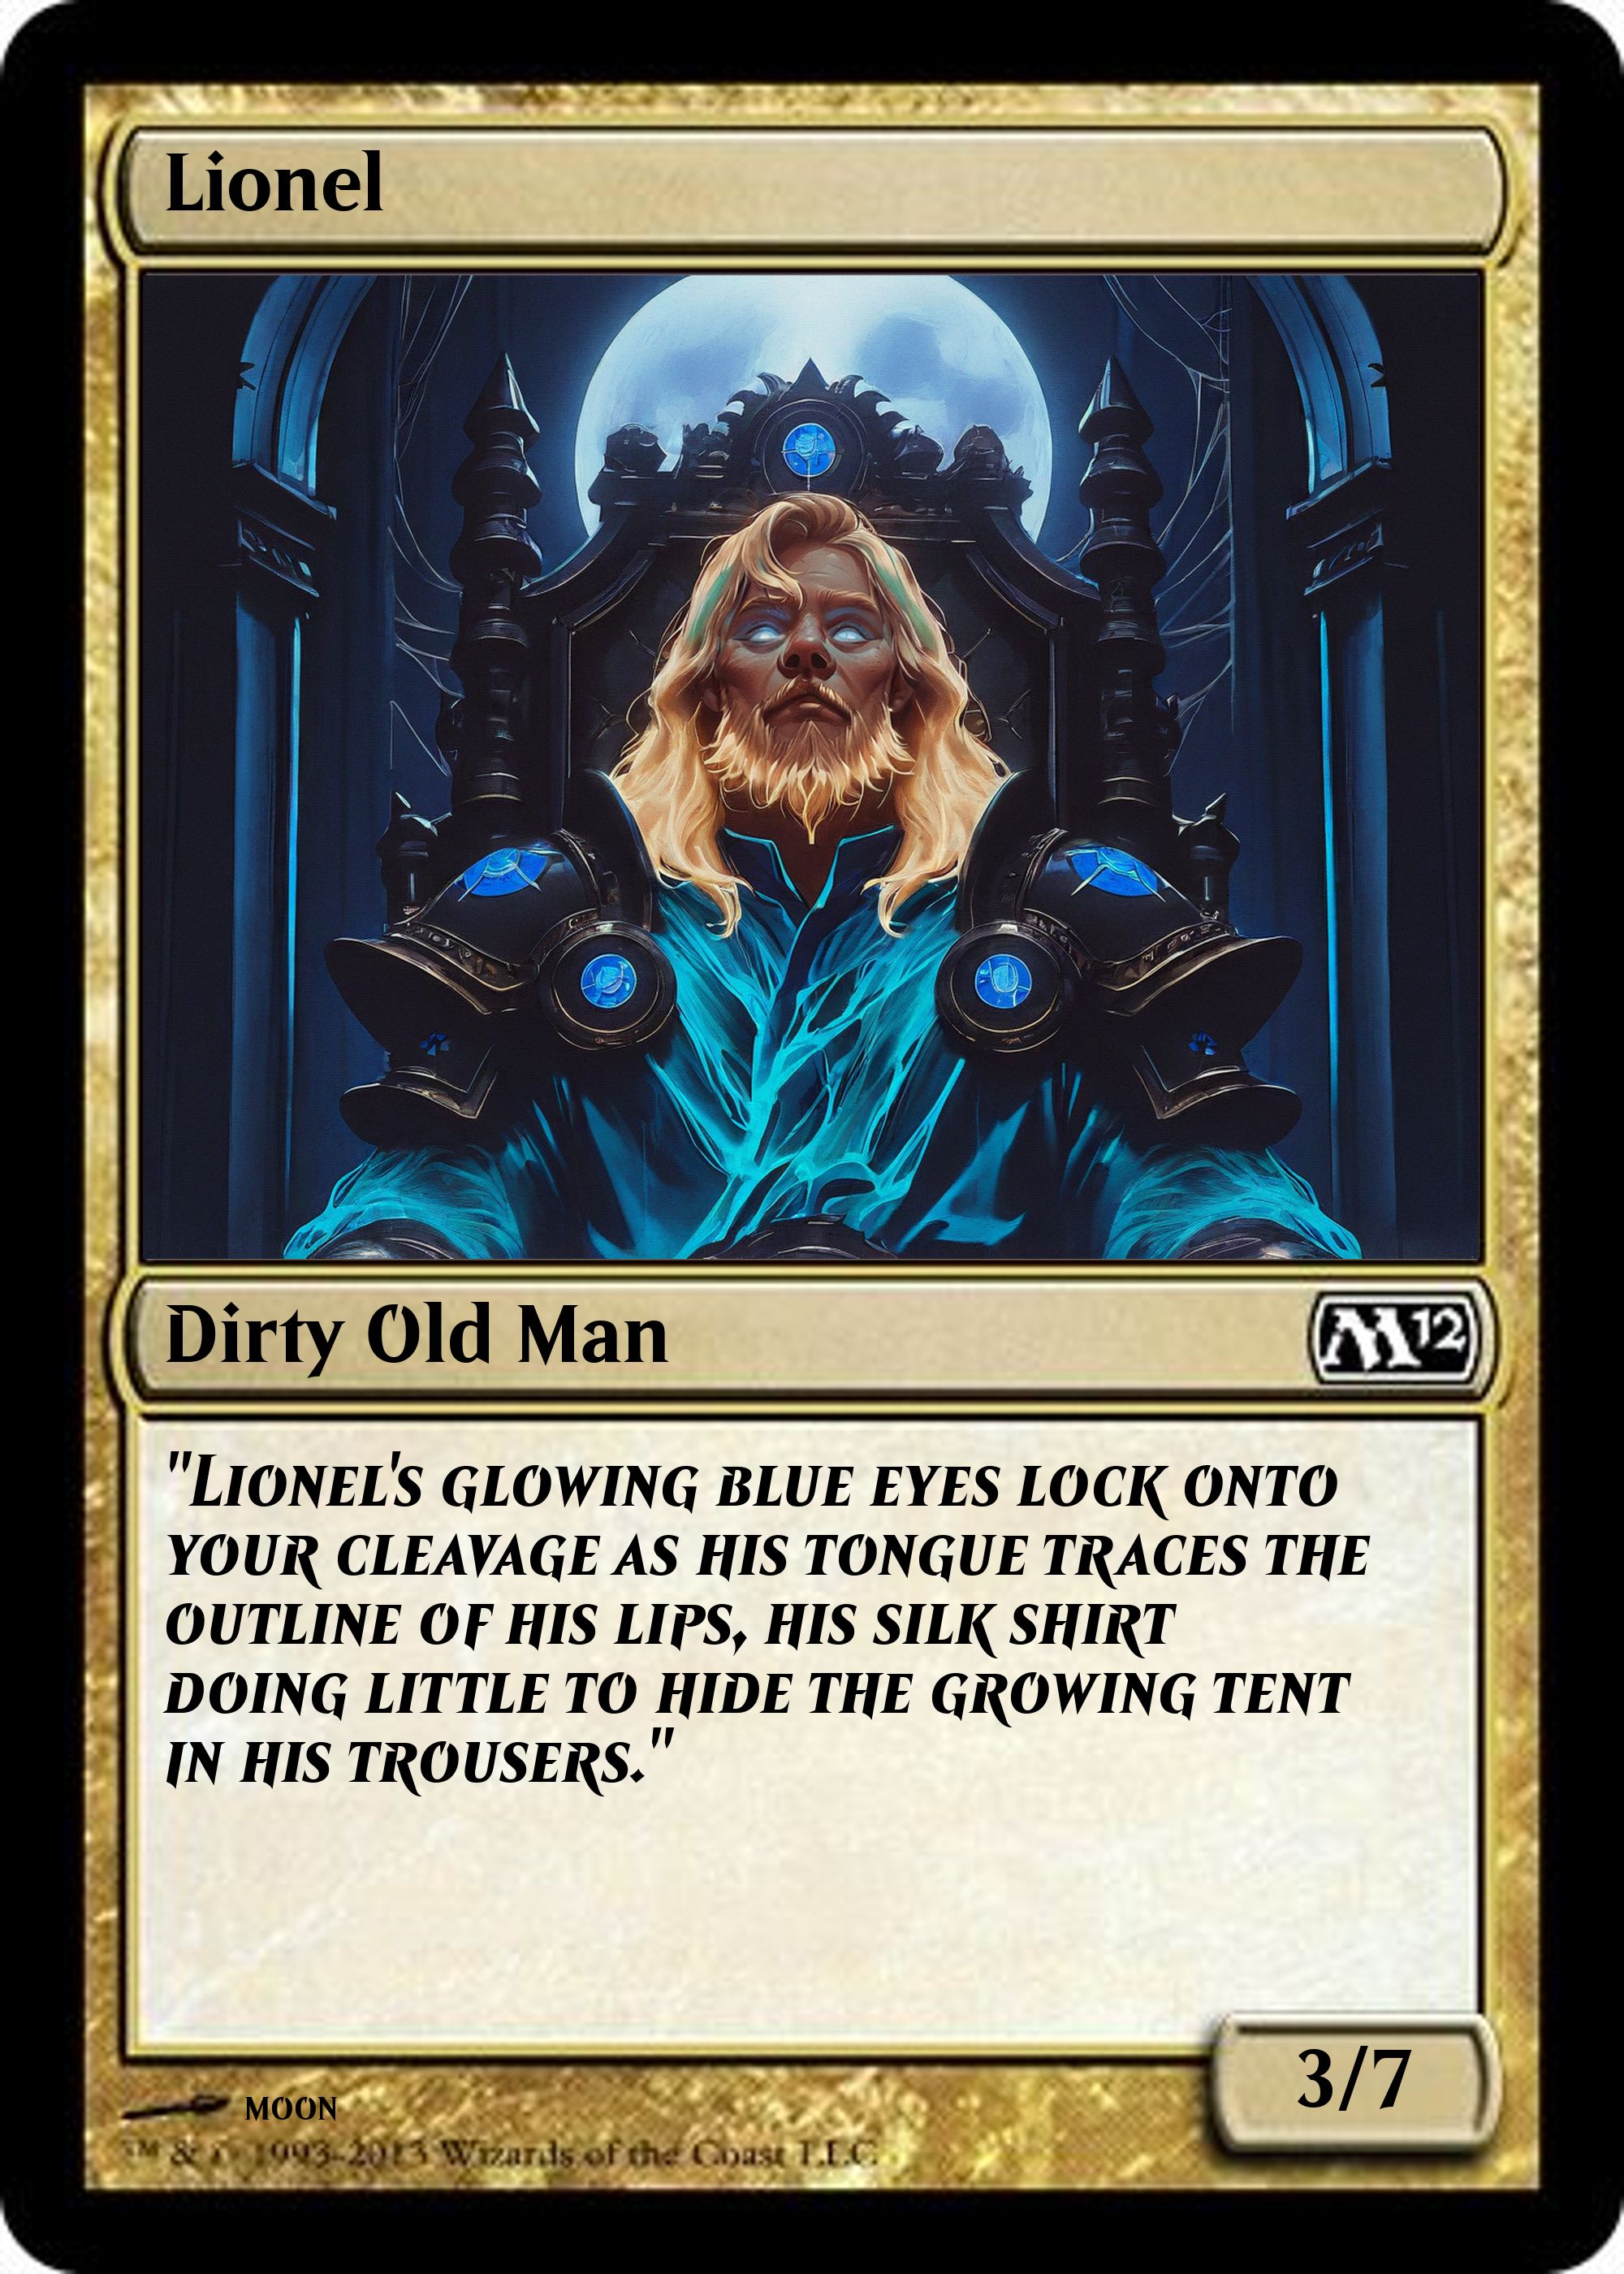 Lionel
Dirty Old Man
M12
"Lionel's glowing blue eyes lock onto
your cleavage as his tongue traces the
outline of his lips, his silk shirt
doing little to hide the growing tent
in his trousers."
3/7
MOON
™ & © 1993-2013 Wizards of the Coast LLC